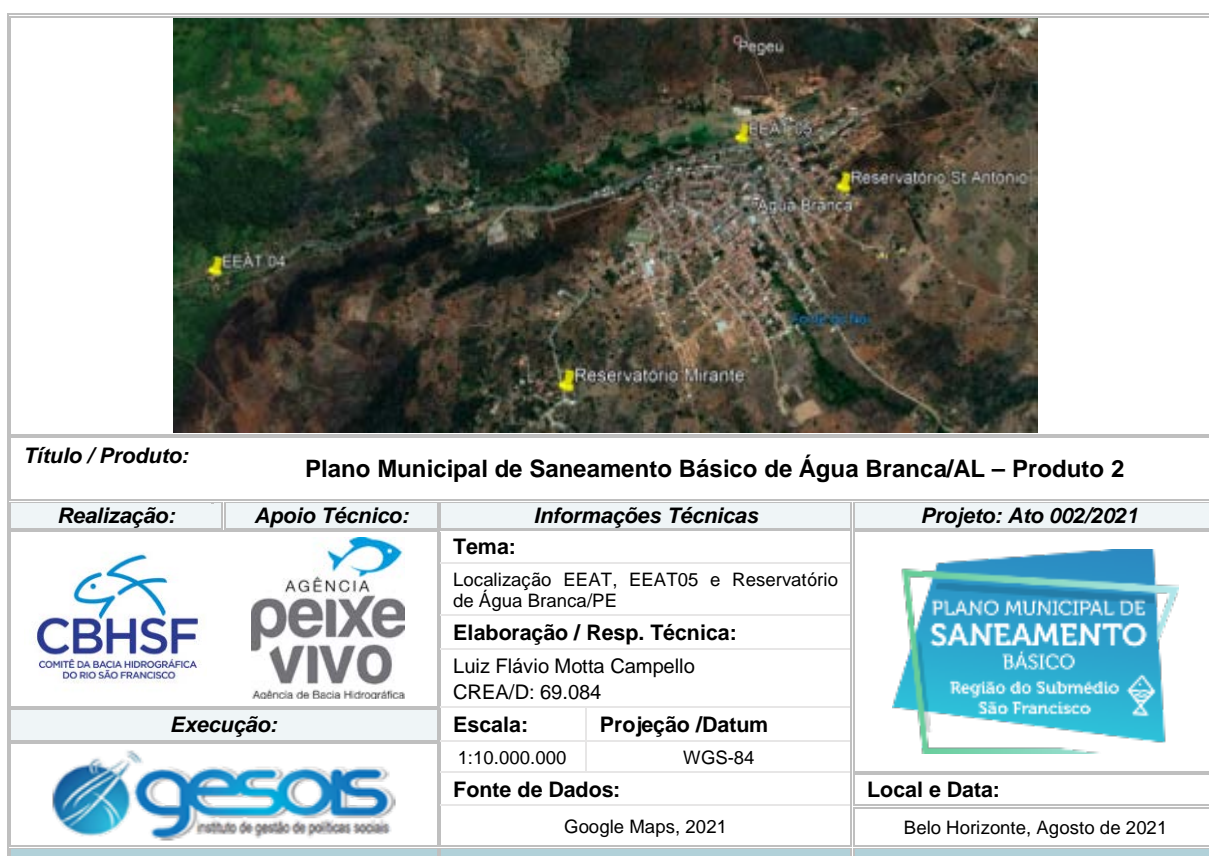 Pegeu
EEAT 05
Reservatório St Antonio
Agua Branca
EEÀT 04
Reservatorio Mirante
Título / Produto:
Plano Municipal de Saneamento Básico de Água Branca/AL – Produto 2
Realização:
Apoio Técnico:
Informações Técnicas
Projeto: Ato 002/2021
CBHSF
COMITÊ DA BACIA HIDROGRÁFICA
DO RIO SÃO FRANCISCO
AGÊNCIA
peixe
vivo
Agência de Bacia Hidrográfica
Tema:
Localização EEAT, EEAT05 e Reservatório
de Água Branca/PE
Elaboração / Resp. Técnica:
Luiz Flávio Motta Campello
CREA/D: 69.084
PLANO MUNICIPAL DE
SANEAMENTO
BÁSICO
Região do Submédio
São Francisco
Execução:
Escala:
Projeção /Datum
1:10.000.000
WGS-84
gesois
instituto de gestão de políticas sociais
Fonte de Dados:
Google Maps, 2021
Local e Data:
Belo Horizonte, Agosto de 2021